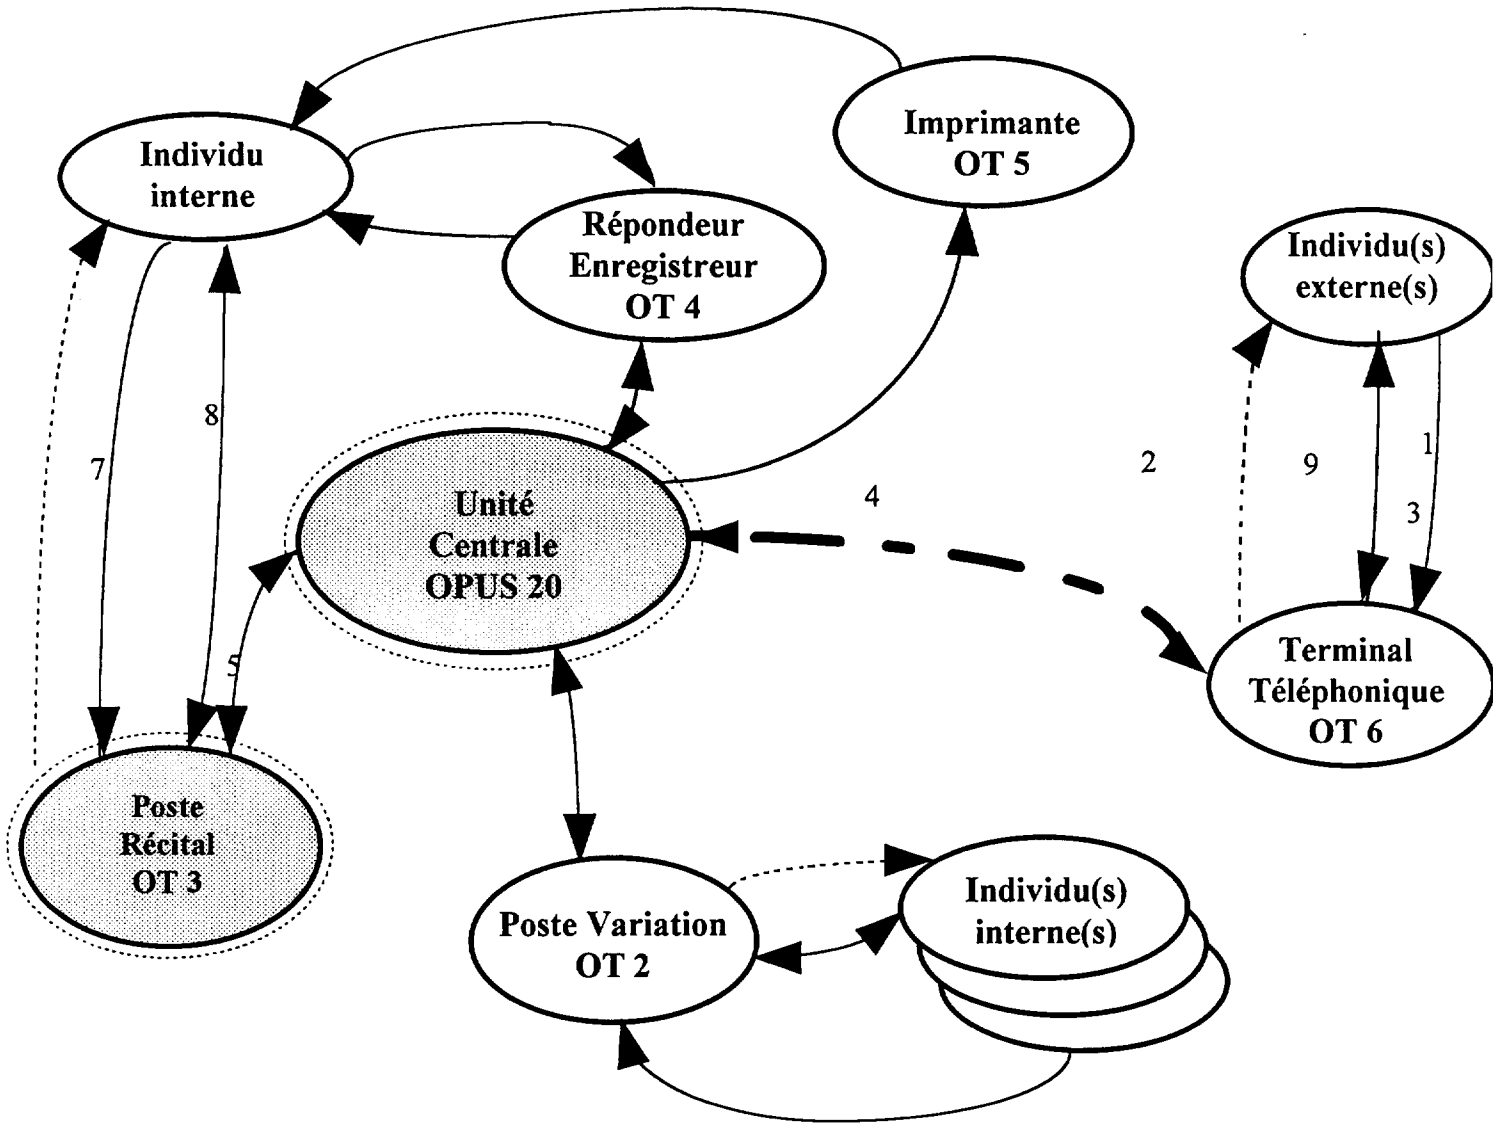 Imprimante
OT 5
Individu
interne
Répondeur
Enregistreur
OT 4
Individu(s)
externe(s)
8
7
2
9
1
4
3
Unité
Centrale
OPUS 20
5
Terminal
Téléphonique
OT 6
Poste
Récital
OT 3
Poste Variation
OT 2
Individu(s)
interne(s)